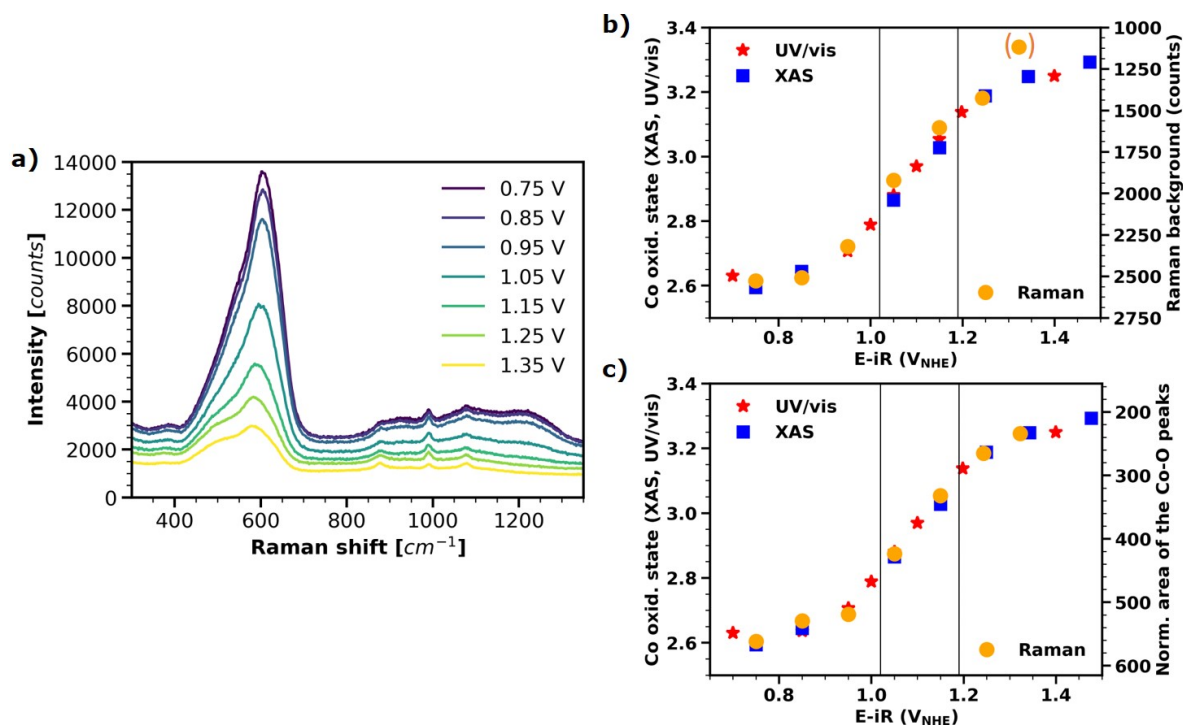 a)
14000
12000
10000
8000
6000
4000
2000
0
Intensity [counts]
400 600 800 1000 1200
Raman shift [cm⁻¹]
0.75 V
0.85 V
0.95 V
1.05 V
1.15 V
1.25 V
1.35 V
b)
3.4
3.2
3.0
2.8
2.6
Co oxid. state (XAS, UV/vis)
UV/vis
XAS
( )
Raman
1000
1250
1500
1750
2000
2250
2500
2750
Raman background (counts)
0.8 1.0 1.2 1.4
E-iR (V_NHE)
c)
3.4
3.2
3.0
2.8
2.6
Co oxid. state (XAS, UV/vis)
UV/vis
XAS
Raman
200
300
400
500
600
Norm. area of the Co-O peaks
0.8 1.0 1.2 1.4
E-iR (V_NHE)